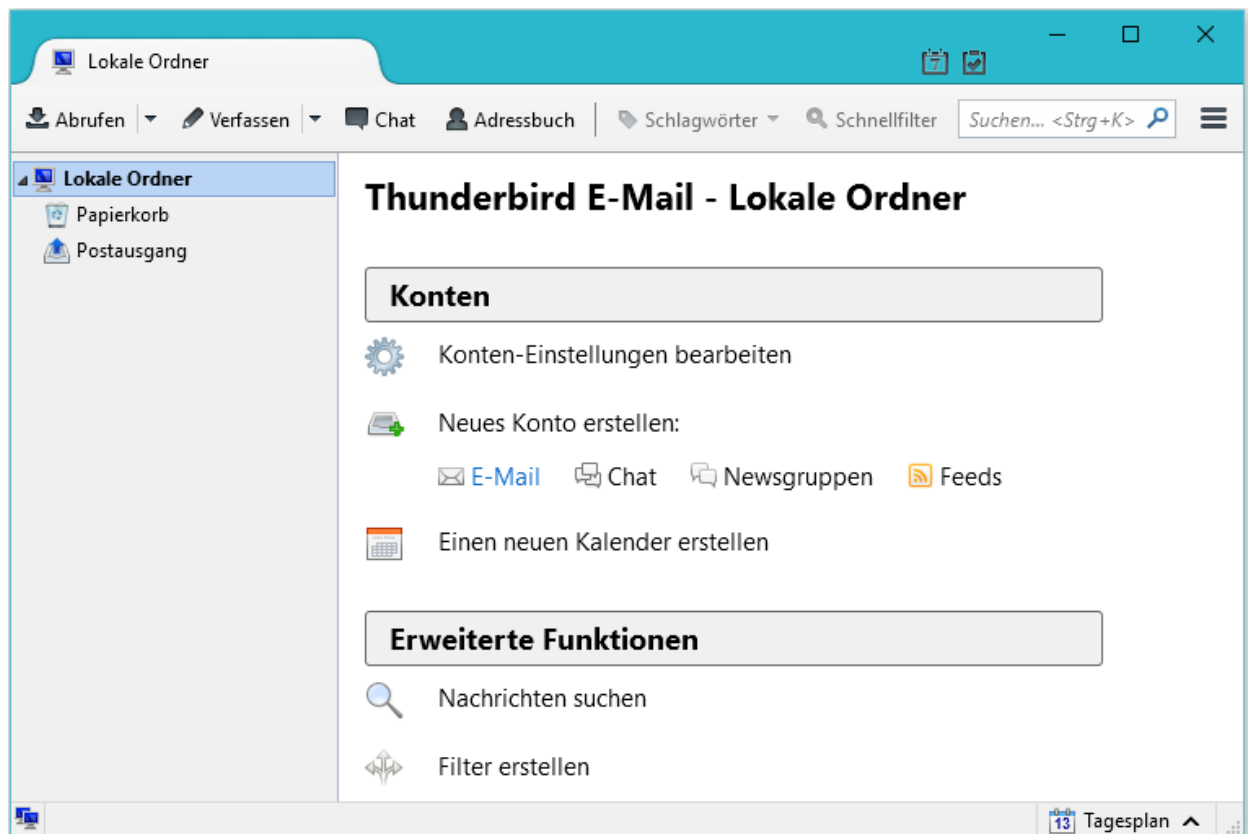 Lokale Ordner
7
Abrufen Verfassen Chat Adressbuch Schlagwörter Schnellfilter Suchen... <Strg+K>
Lokale Ordner
Papierkorb
Postausgang
Thunderbird E-Mail - Lokale Ordner
Konten
Konten-Einstellungen bearbeiten
Neues Konto erstellen:
E-Mail Chat Newsgruppen Feeds
Einen neuen Kalender erstellen
Erweiterte Funktionen
Nachrichten suchen
Filter erstellen
13 Tagesplan